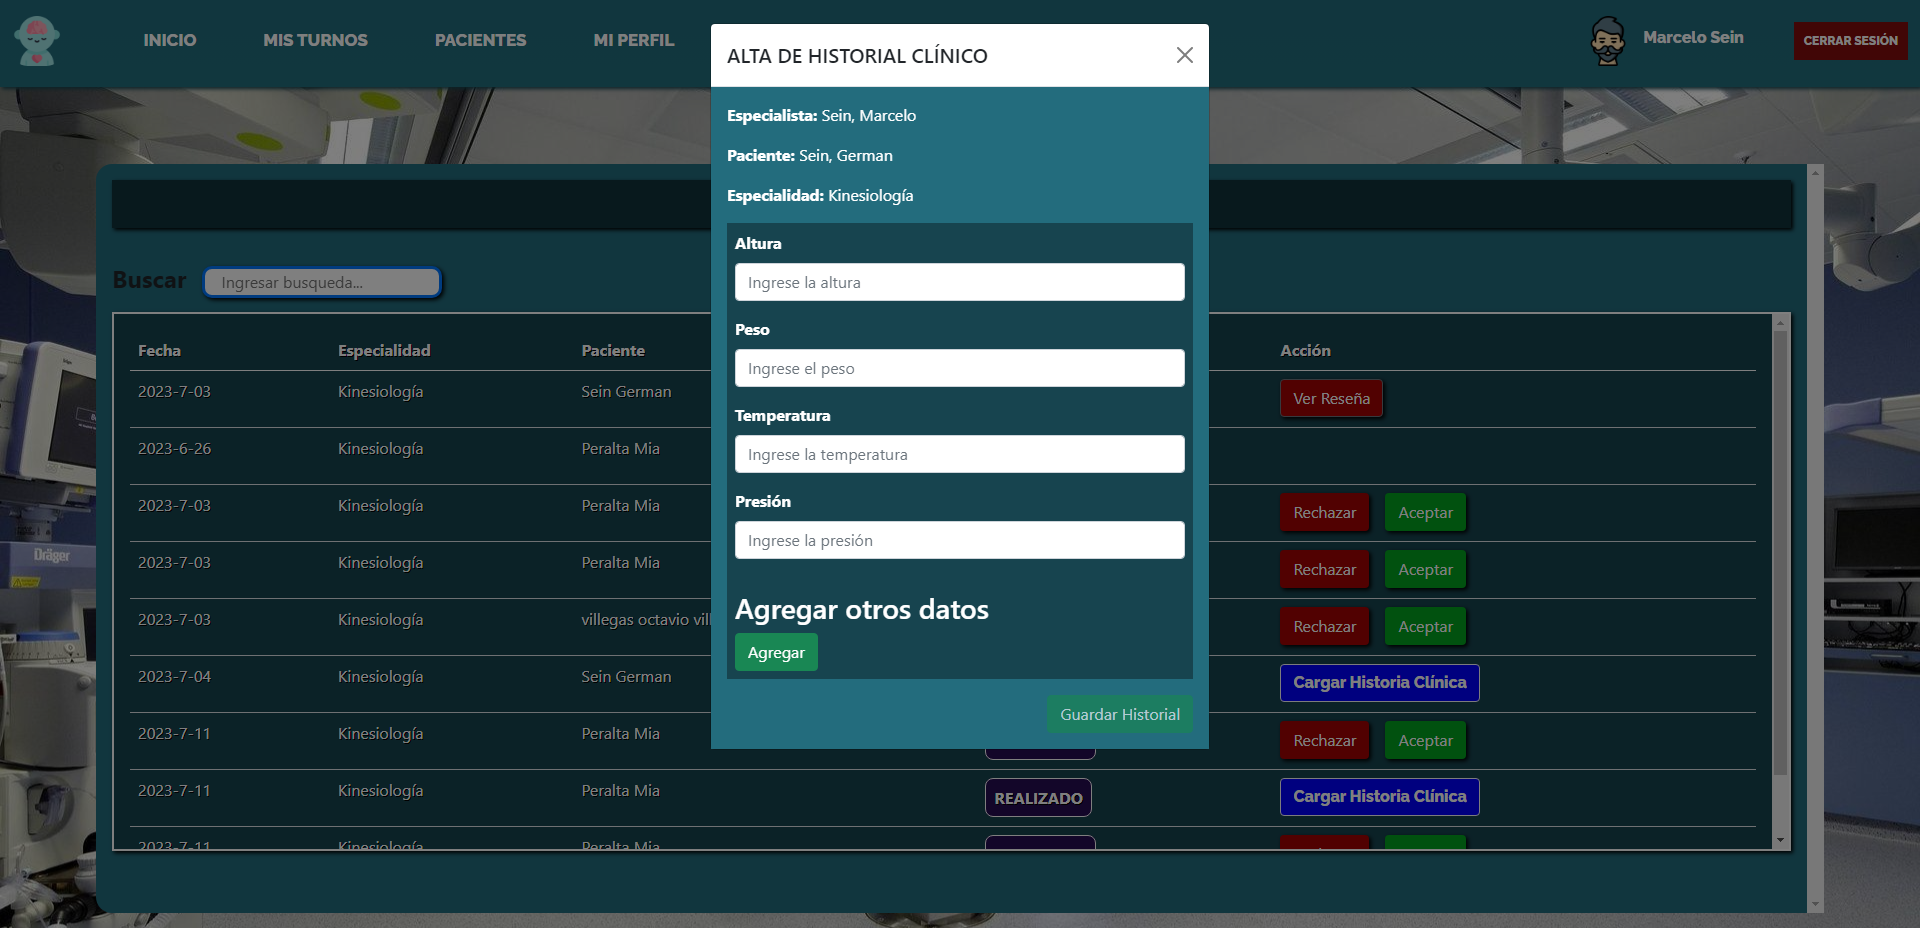 INICIO MIS TURNOS PACIENTES MI PERFIL
Marcelo Sein
CERRAR SESIÓN
ALTA DE HISTORIAL CLÍNICO
Especialista: Sein, Marcelo
Paciente: Sein, German
Especialidad: Kinesiología
Altura
Ingrese la altura
Peso
Ingrese el peso
Temperatura
Ingrese la temperatura
Presión
Ingrese la presión
Agregar otros datos
Agregar
Guardar Historial
Buscar Ingresar busqueda...
Fecha Especialidad Paciente Acción
2023-7-03 Kinesiología Sein German Ver Reseña
2023-6-26 Kinesiología Peralta Mia
2023-7-03 Kinesiología Peralta Mia Rechazar Aceptar
2023-7-03 Kinesiología Peralta Mia Rechazar Aceptar
2023-7-03 Kinesiología villegas octavio Rechazar Aceptar
2023-7-04 Kinesiología Sein German Cargar Historia Clínica
2023-7-11 Kinesiología Peralta Mia Rechazar Aceptar
2023-7-11 Kinesiología Peralta Mia REALIZADO Cargar Historia Clínica
2023-7-11 Kinesiología Peralta Mia
Dräger